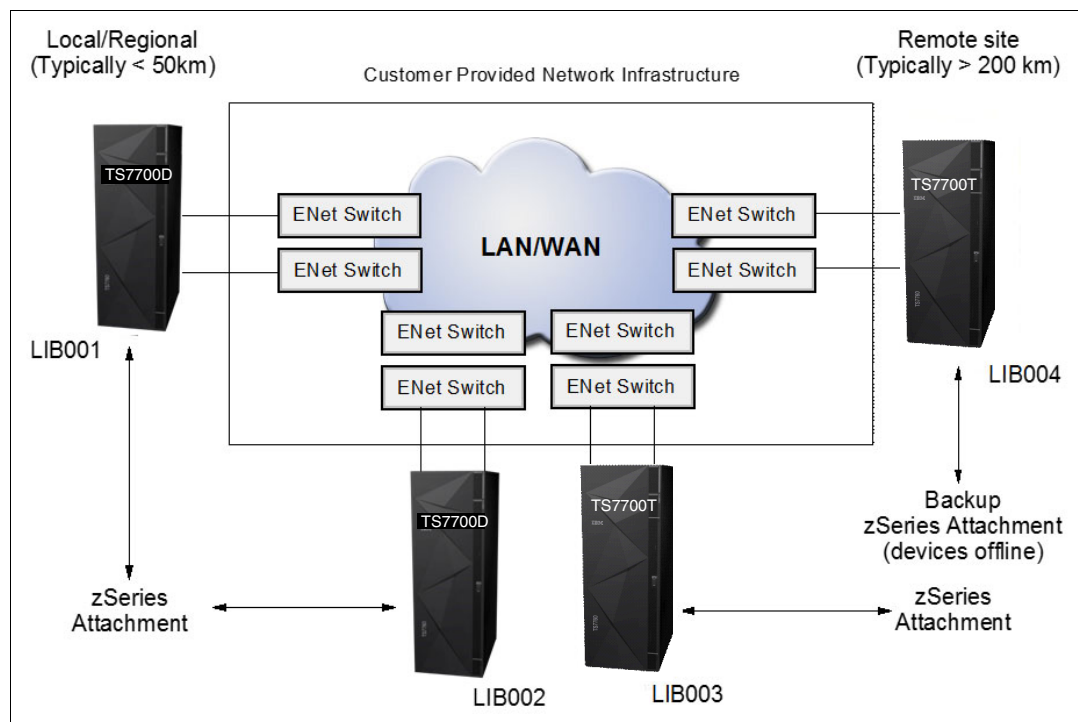 Local/Regional
(Typically < 50km)
Remote site
(Typically > 200 km)
Customer Provided Network Infrastructure
TS7700D
TS7700T
ENet Switch
ENet Switch
ENet Switch
ENet Switch
LAN/WAN
ENet Switch
ENet Switch
ENet Switch
ENet Switch
LIB001
LIB004
TS7700D
TS7700T
Backup
zSeries Attachment
(devices offline)
zSeries
Attachment
zSeries
Attachment
LIB002
LIB003